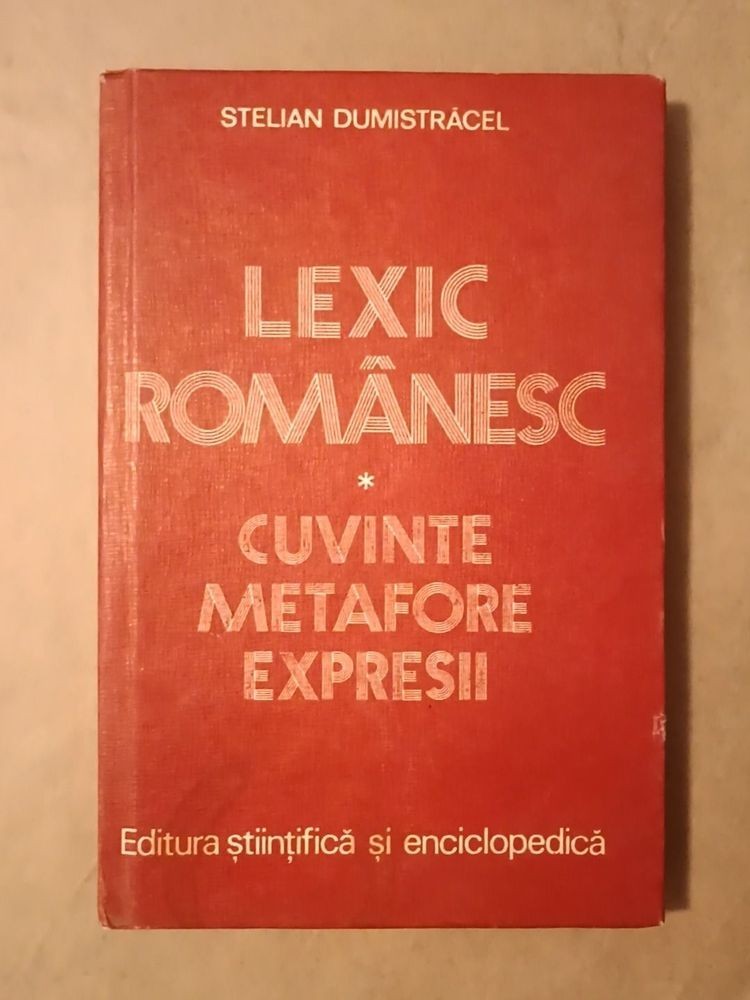 STELIAN DUMISTRĂCEL
LEXIC
ROMÂNESC
*
CUVINTE
METAFORE
EXPRESII
Editura științifică și enciclopedică